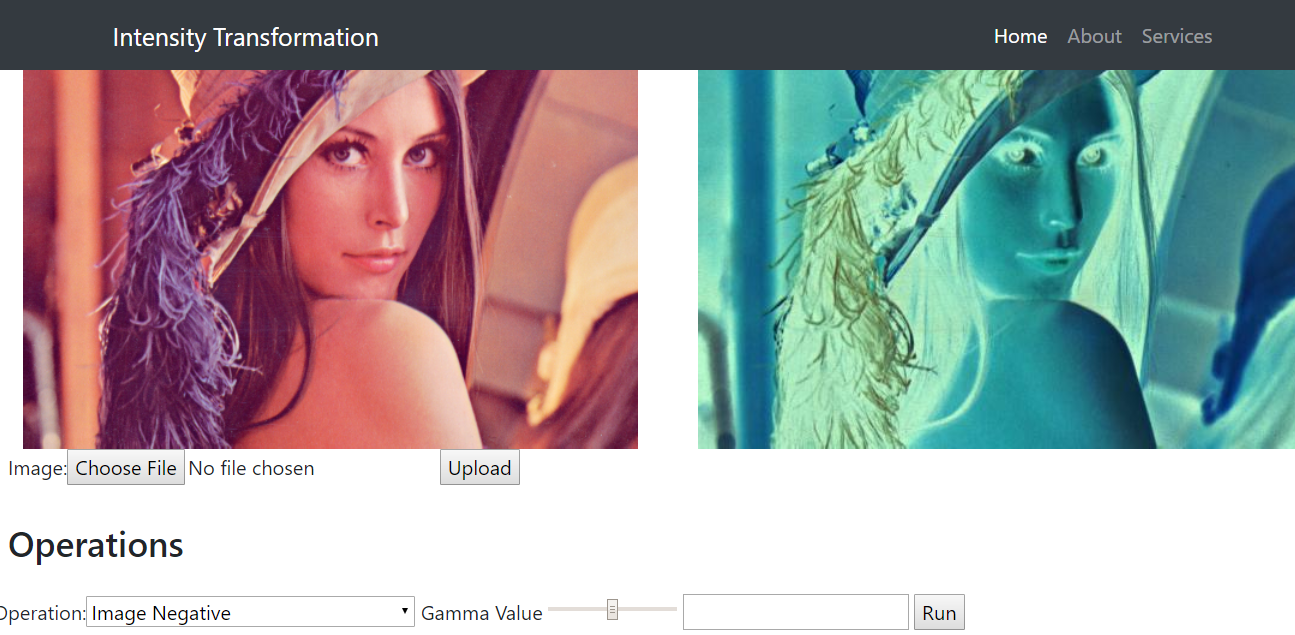 Intensity Transformation Home About Services
Image: Choose File No file chosen Upload
Operations
Operation: Image Negative Gamma Value Run